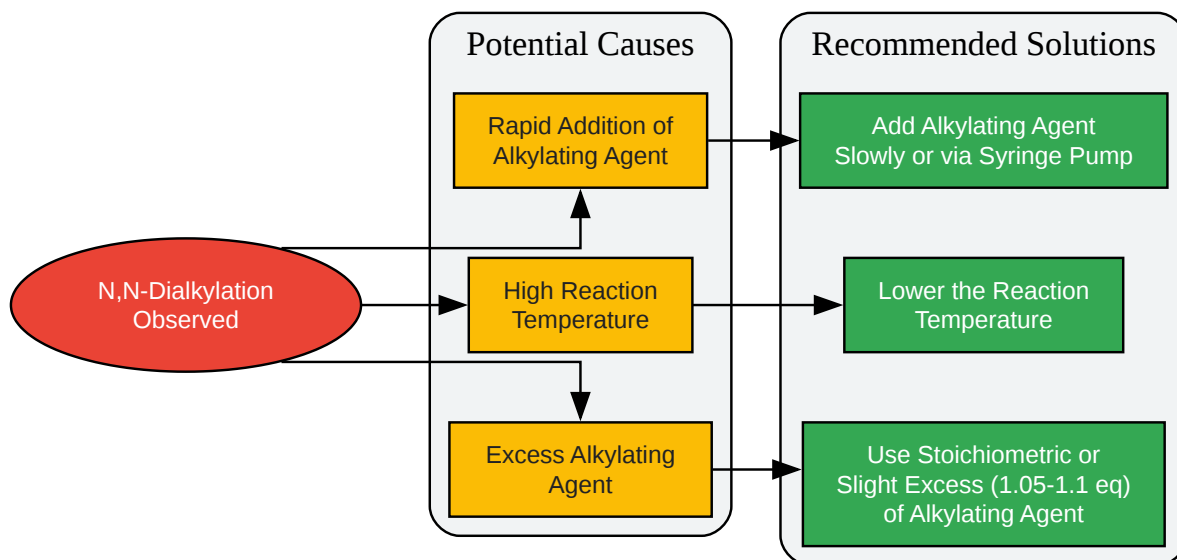 Potential Causes
Recommended Solutions
Rapid Addition of
Alkylating Agent
Add Alkylating Agent
Slowly or via Syringe Pump
N,N-Dialkylation
Observed
High Reaction
Temperature
Lower the Reaction
Temperature
Excess Alkylating
Agent
Use Stoichiometric or
Slight Excess (1.05-1.1 eq)
of Alkylating Agent